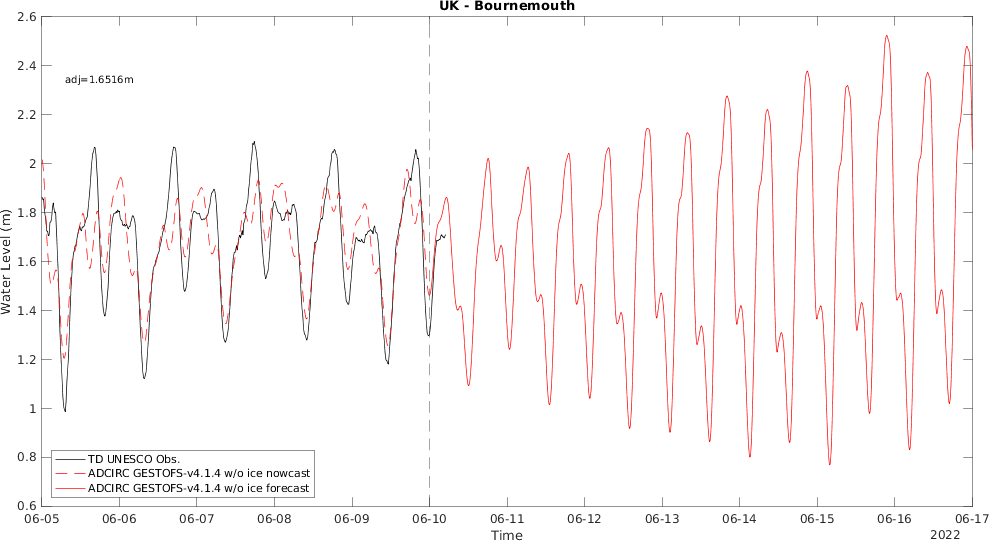 UK - Bournemouth
adj=1.6516m
Water Level (m)
2.6
2.4
2.2
2
1.8
1.6
1.4
1.2
1
0.8
0.6
TD UNESCO Obs.
ADCIRC GESTOFS-v4.1.4 w/o ice nowcast
ADCIRC GESTOFS-v4.1.4 w/o ice forecast
06-05 06-06 06-07 06-08 06-09 06-10 06-11 06-12 06-13 06-14 06-15 06-16 06-17
Time
2022